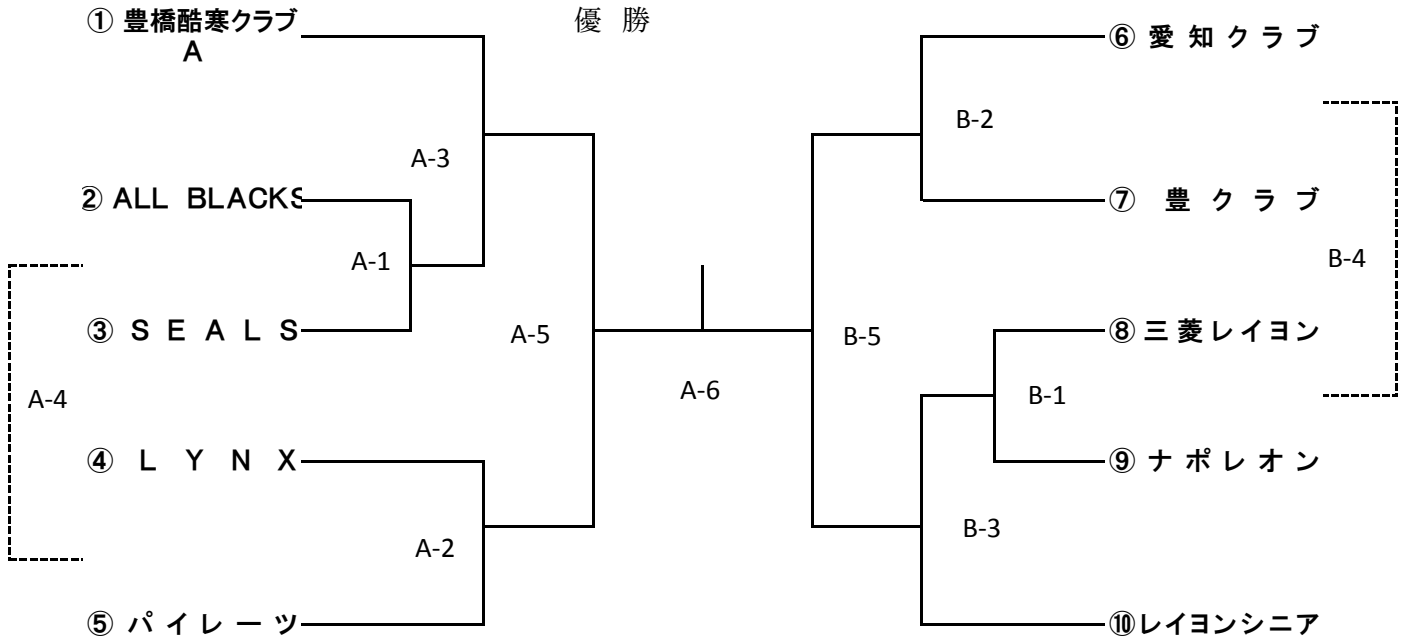 ① 豊橋酷寒クラブ
A
優 勝
⑥ 愛 知 ク ラ ブ
A-3
B-2
② ALL BLACKS
⑦ 豊 ク ラ ブ
A-1
B-4
③ S E A L S
A-5
B-5
⑧ 三 菱 レ イ ヨ ン
A-4
A-6
B-1
④ L Y N X
⑨ ナ ポ レ オ ン
A-2
B-3
⑤ パ イ レ ー ツ
⑩レイヨンシニア